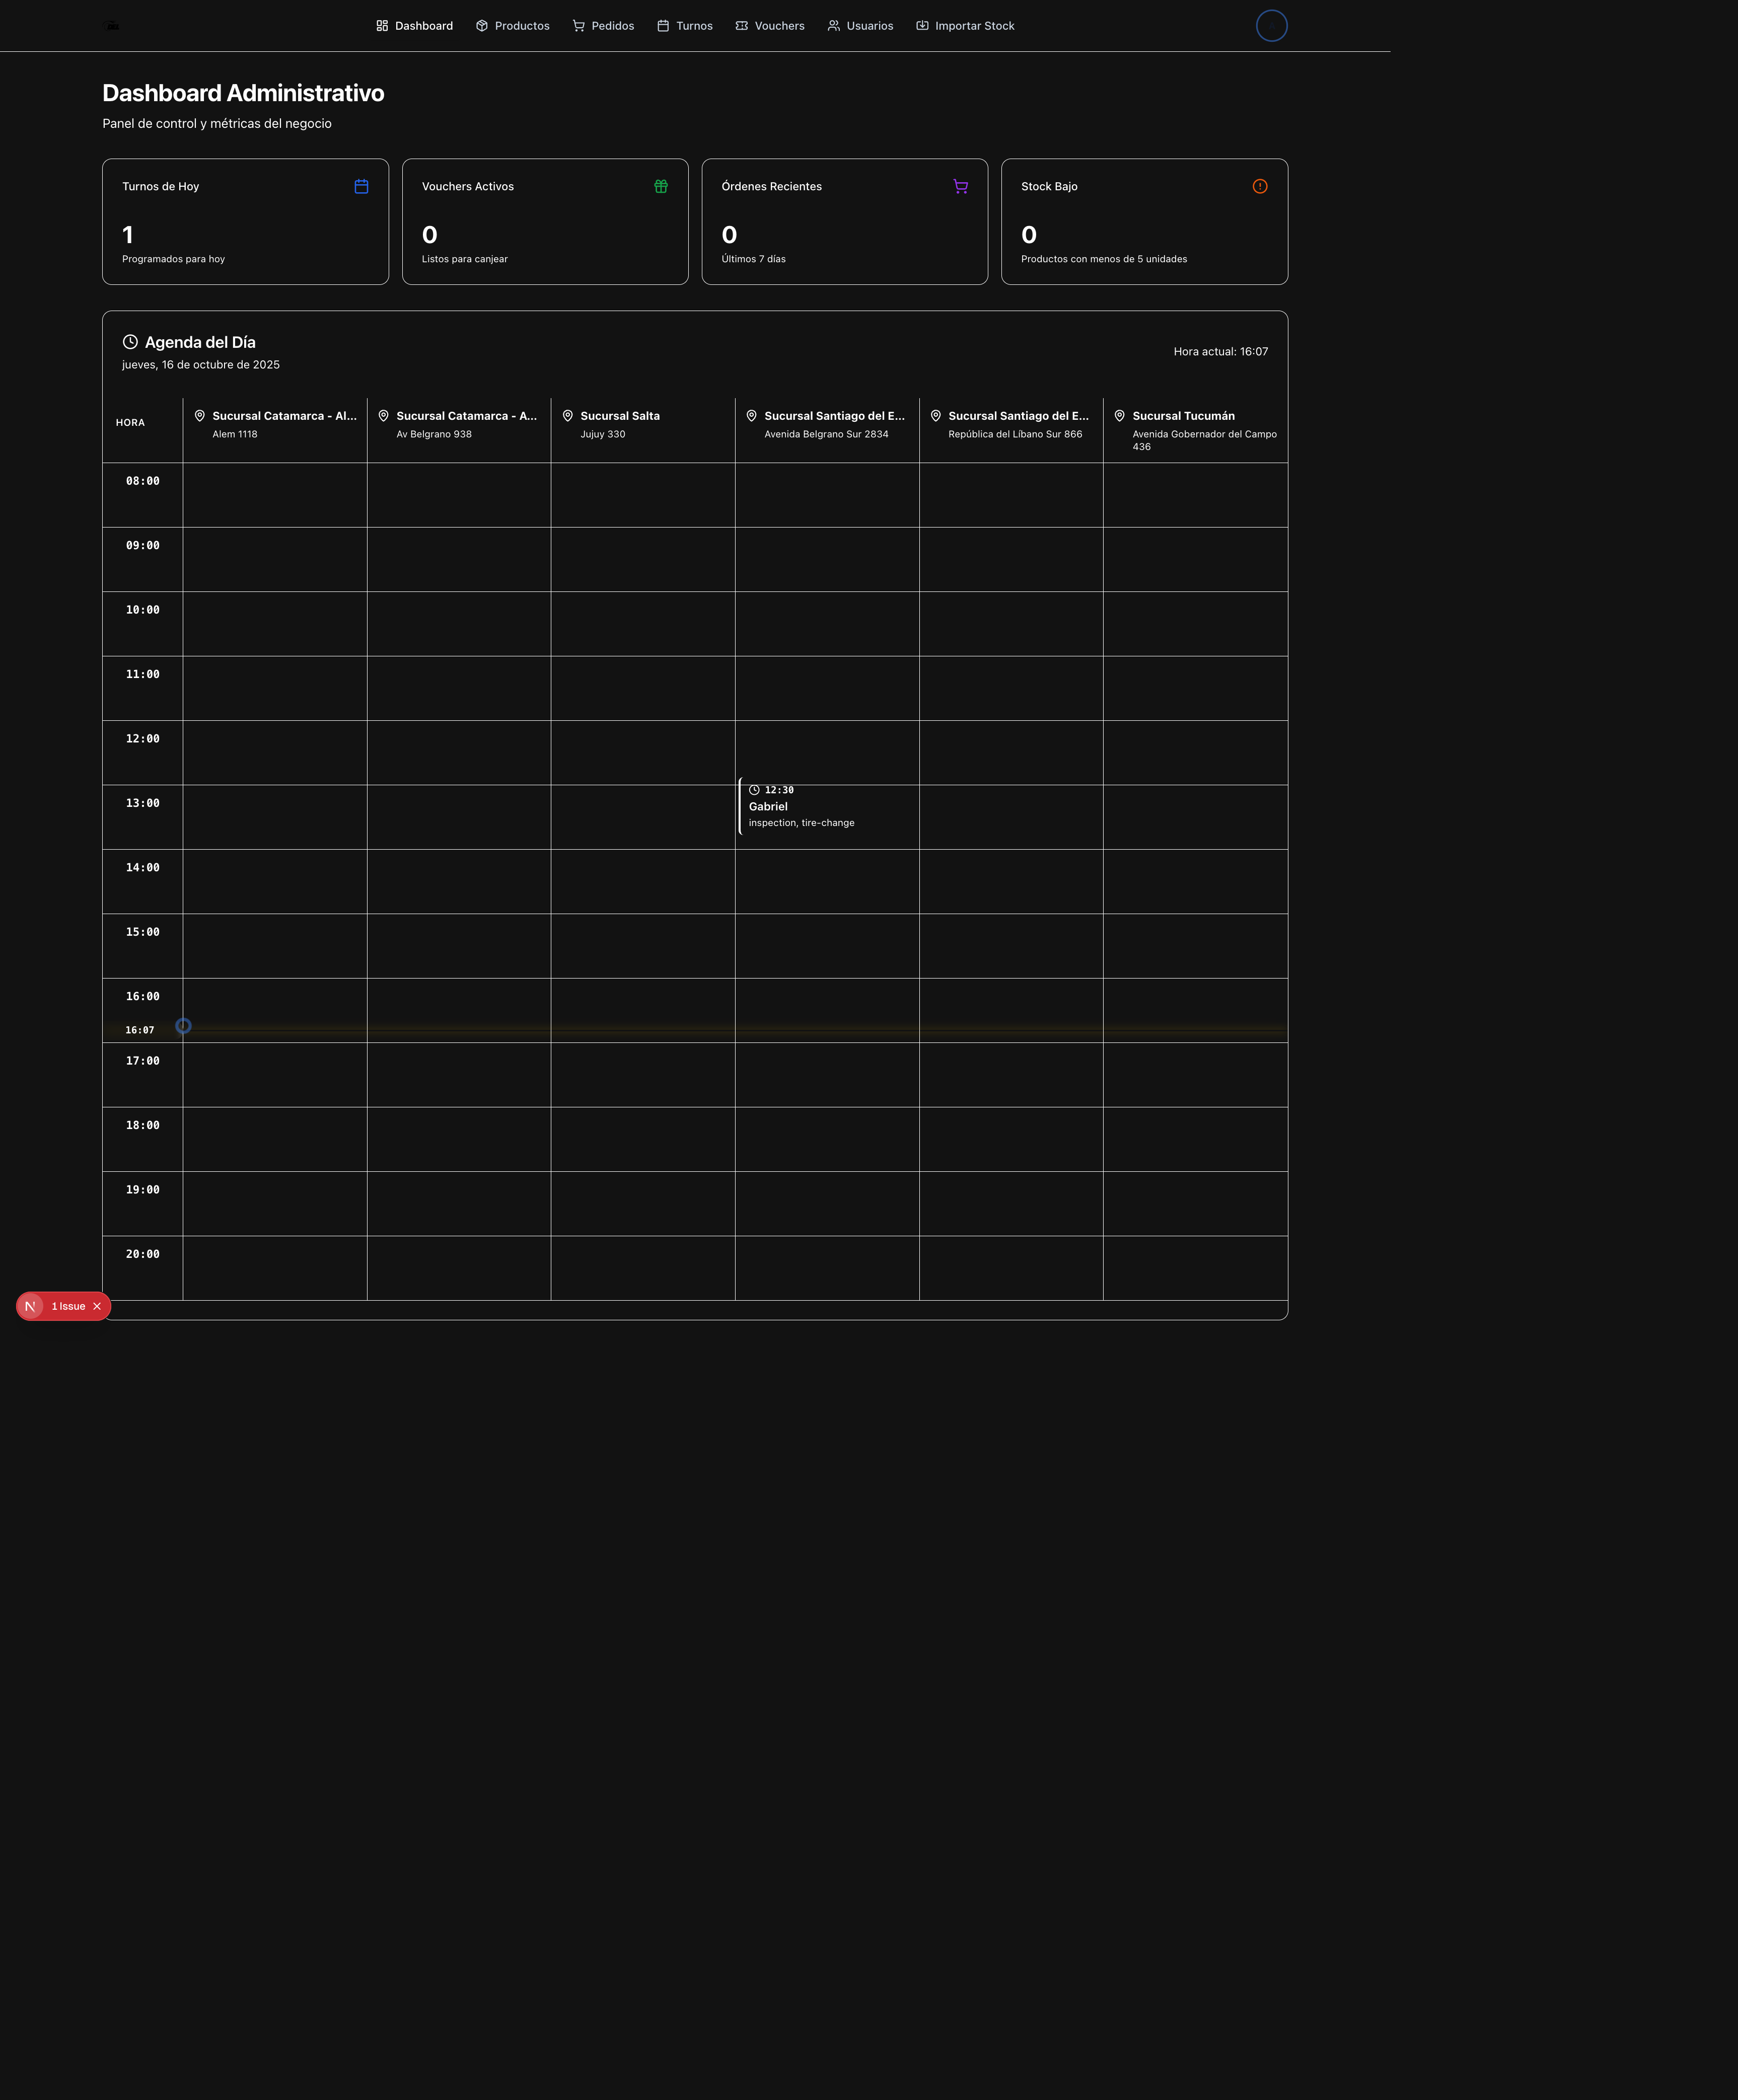 Dashboard
Productos
Pedidos
Turnos
Vouchers
Usuarios
Importar Stock
Dashboard Administrativo
Panel de control y métricas del negocio
Turnos de Hoy
1
Programados para hoy
Vouchers Activos
0
Listos para canjear
Órdenes Recientes
0
Últimos 7 días
Stock Bajo
0
Productos con menos de 5 unidades
Agenda del Día
jueves, 16 de octubre de 2025
Hora actual: 16:07
HORA
Sucursal Catamarca - Al...
Alem 1118
Sucursal Catamarca - A...
Av Belgrano 938
Sucursal Salta
Jujuy 330
Sucursal Santiago del E...
Avenida Belgrano Sur 2834
Sucursal Santiago del E...
República del Líbano Sur 866
Sucursal Tucumán
Avenida Gobernador del Campo
436
08:00
09:00
10:00
11:00
12:00
12:30
Gabriel
inspection, tire-change
13:00
14:00
15:00
16:00
16:07
17:00
18:00
19:00
20:00
N
1 Issue